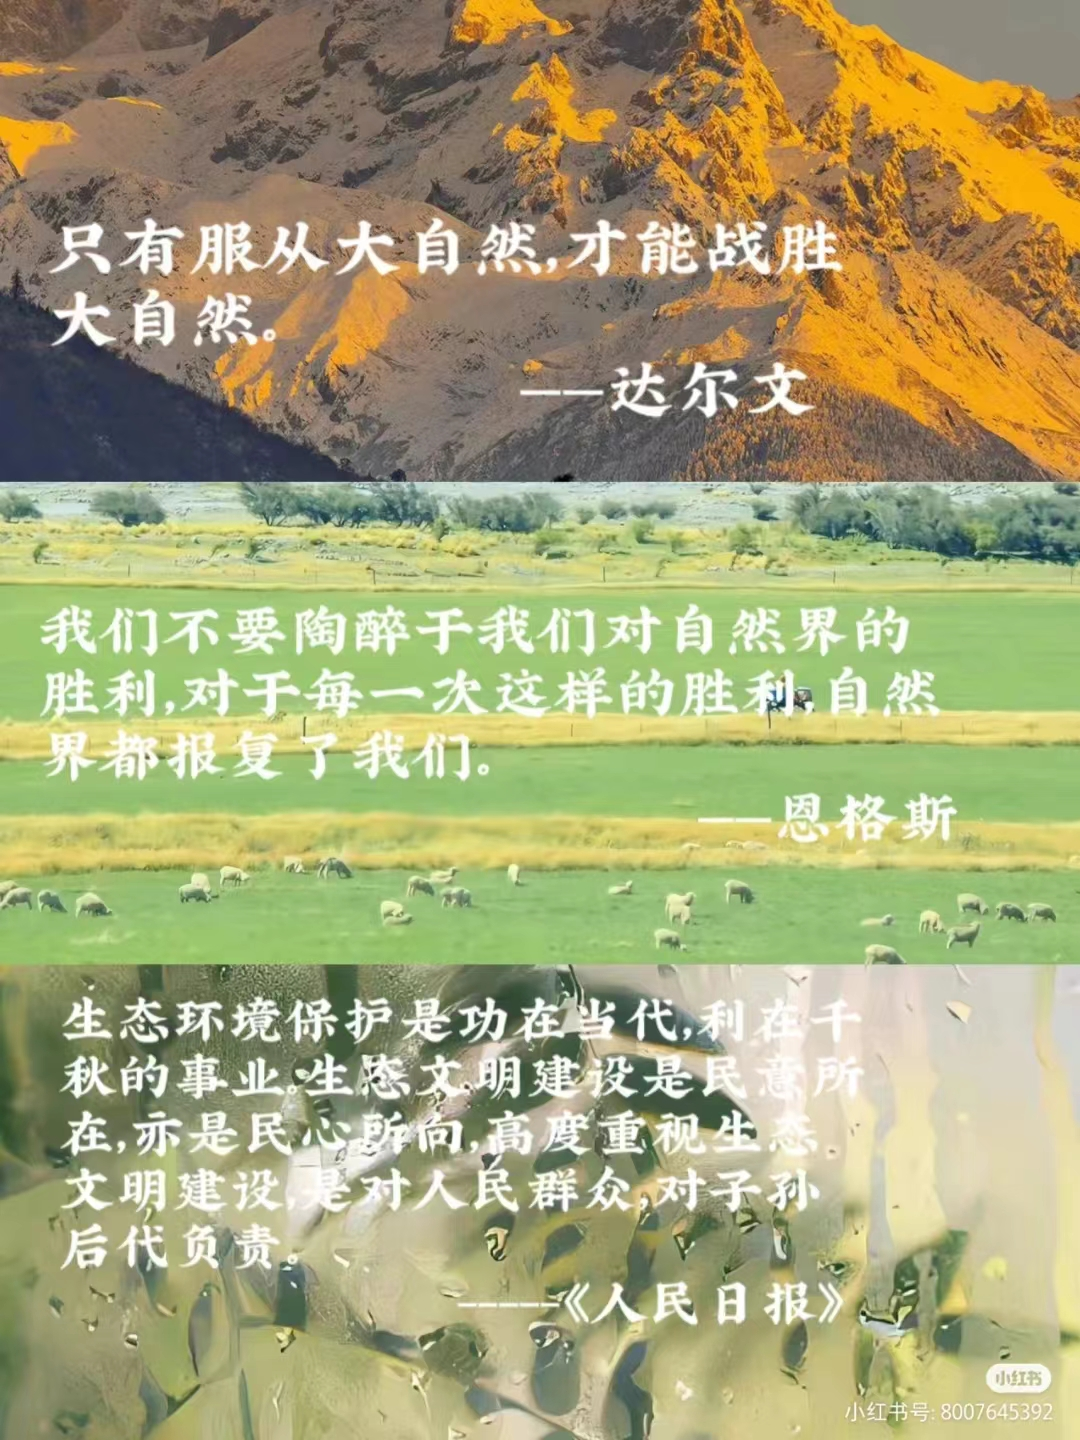 只有服从大自然,才能战胜
大自然。
——达尔文
我们不要陶醉于我们对自然界的
胜利,对于每一次这样的胜利,自然
界都报复了我们。
——恩格斯
生态环境保护是功在当代,利在千
秋的事业。生态文明建设是民意所
在,亦是民心所向,高度重视生态
文明建设,是对人民群众,对子孙
后代负责。
-----《人民日报》
小红书
小红书号: 8007645392